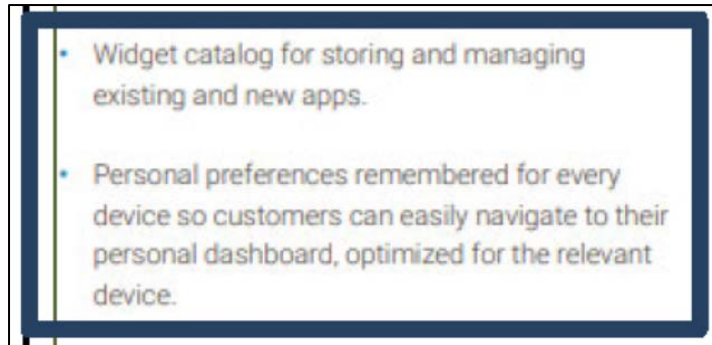 • Widget catalog for storing and managing
existing and new apps.
• Personal preferences remembered for every
device so customers can easily navigate to their
personal dashboard, optimized for the relevant
device.